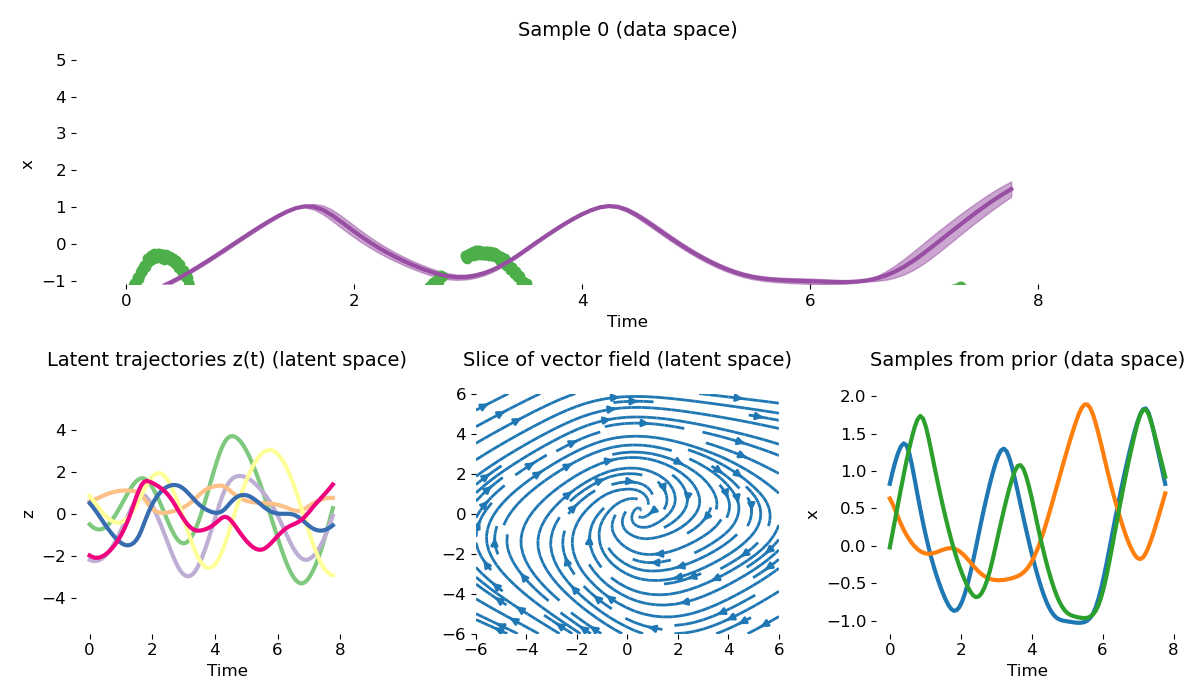 Sample 0 (data space)
5
4
3
2
1
0
−1
x
0 2 4 6 8
Time
Latent trajectories z(t) (latent space)
4
2
0
−2
−4
z
0 2 4 6 8
Time
Slice of vector field (latent space)
6
4
2
0
−2
−4
−6
−6 −4 −2 0 2 4 6
Samples from prior (data space)
2.0
1.5
1.0
0.5
0.0
−0.5
−1.0
x
0 2 4 6 8
Time